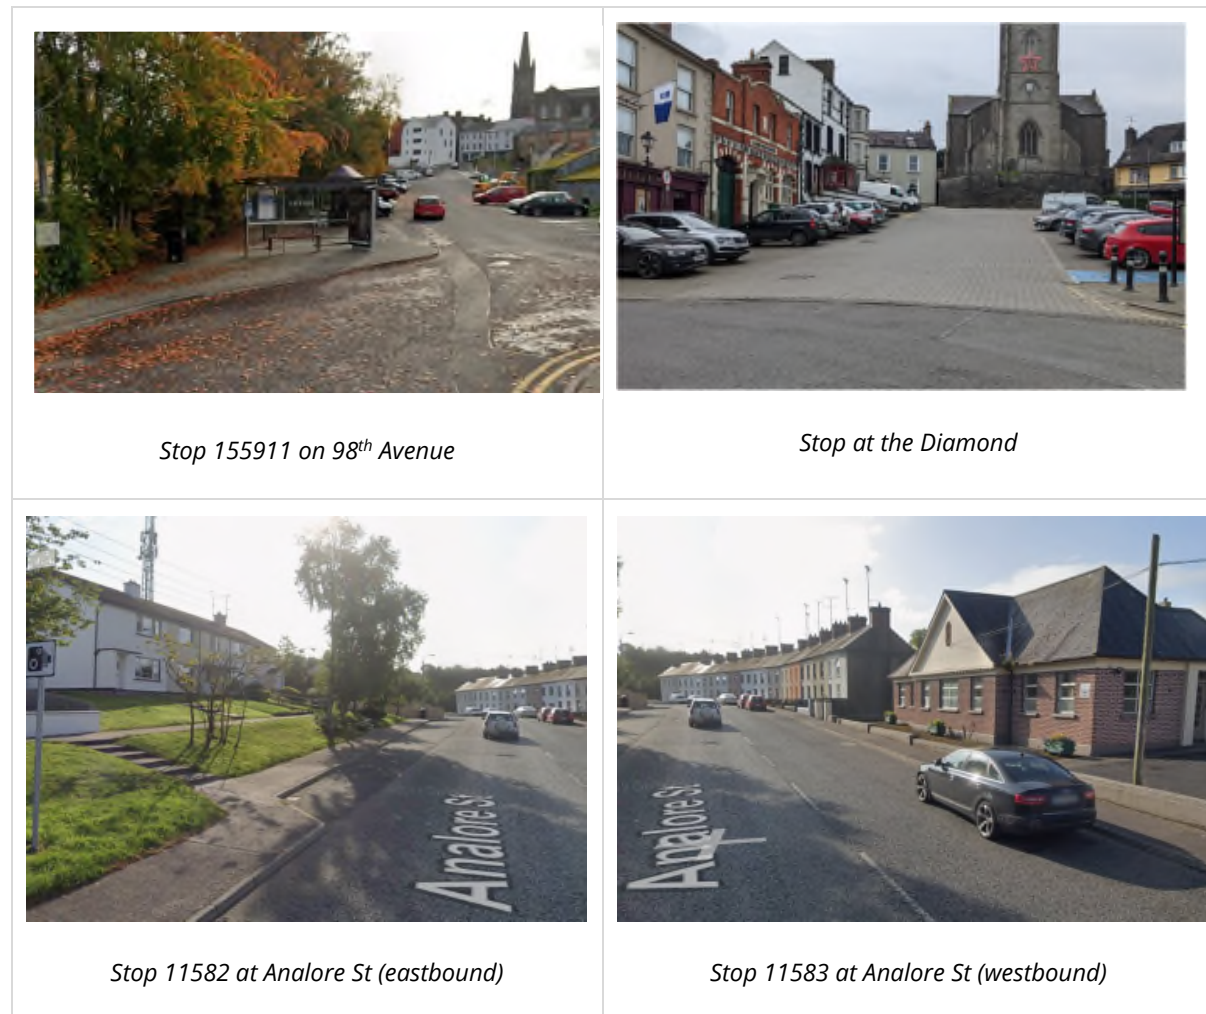 Stop 155911 on 98th Avenue
Stop at the Diamond
Analore St
Analore St
Stop 11582 at Analore St (eastbound)
Stop 11583 at Analore St (westbound)